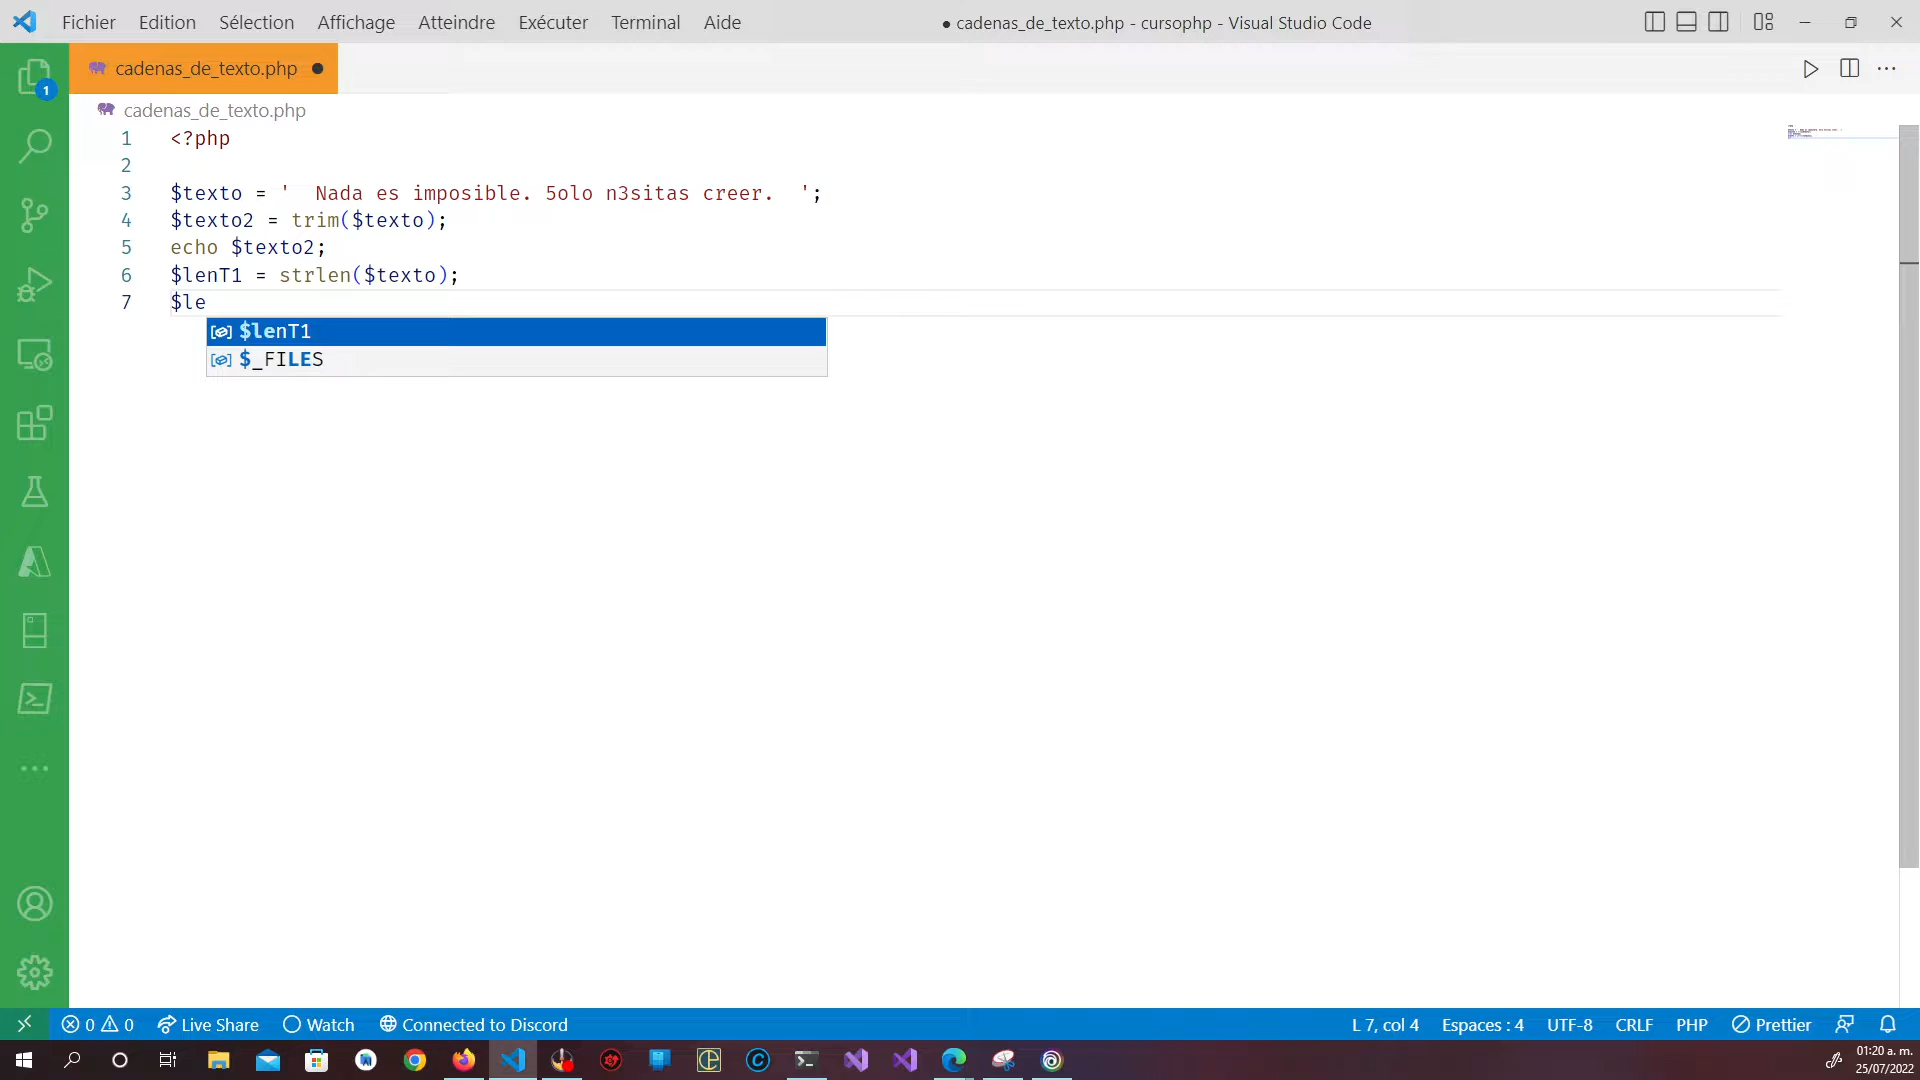 Fichier Edition Sélection Affichage Atteindre Exécuter Terminal Aide ● cadenas_de_texto.php - cursophp - Visual Studio Code
cadenas_de_texto.php ●
1
cadenas_de_texto.php
1 <?php
2
3 $texto = '  Nada es imposible. 5olo n3sitas creer.  ';
4 $texto2 = trim($texto);
5 echo $texto2;
6 $lenT1 = strlen($texto);
7 $le
$lenT1
$_FILES
0 0 Live Share Watch Connected to Discord L 7, col 4 Espaces : 4 UTF-8 CRLF PHP Prettier
01:20 a. m.
25/07/2022